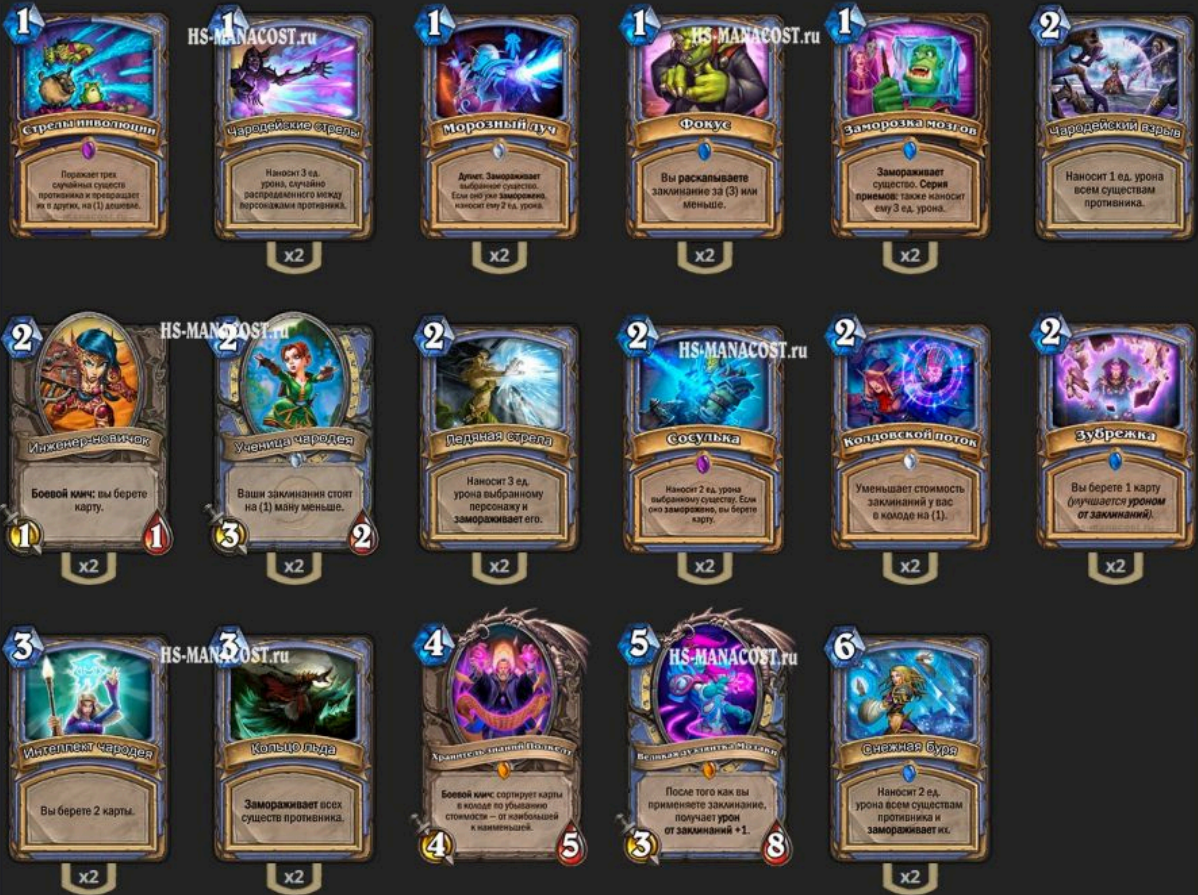 1
Стрелы инволюции
Поражает трех
случайных существ
противника и превращает
их в других, на (1) дешевле.
1
HS-MANACOST.ru
Чародейские стрелы
Наносит 3 ед.
урона, случайно
распределенного между
персонажами противника.
x2
1
Морозный луч
Дуплет. Замораживает
выбранное существо.
Если оно уже заморожено,
наносит ему 2 ед. урона.
x2
1
HS-MANACOST.ru
Фокус
Вы раскапываете
заклинание за (3) или
меньше.
x2
1
Заморозка мозгов
Замораживает
существо. Серия
приемов: также наносит
ему 3 ед. урона.
x2
2
Чародейский взрыв
Наносит 1 ед. урона
всем существам
противника.
2
HS-MANACOST.ru
Инженер-новичок
Боевой клич: вы берете
карту.
1
1
x2
2
Ученица чародея
Ваши заклинания стоят
на (1) ману меньше.
3
2
x2
2
Ледяная стрела
Наносит 3 ед.
урона выбранному
персонажу и
замораживает его.
x2
2
HS-MANACOST.ru
Сосулька
Наносит 2 ед. урона
выбранному существу. Если
оно заморожено, вы берете
карту.
x2
2
Колдовской поток
Уменьшает стоимость
заклинаний у вас
в колоде на (1).
x2
2
Зубрежка
Вы берете 1 карту
(улучшается уроном
от заклинаний).
x2
3
HS-MANACOST.ru
Интеллект чародея
Вы берете 2 карты.
x2
3
Кольцо льда
Замораживает всех
существ противника.
x2
4
Хранитель знаний Полкелт
Боевой клич: сортирует карты
в колоде по убыванию
стоимости — от наибольшей
к наименьшей.
4
5
5
HS-MANACOST.ru
Великая дуэлянтка Мозаки
После того как вы
применяете заклинание,
получает урон
от заклинаний +1.
3
8
6
Снежная буря
Наносит 2 ед.
урона всем существам
противника и
замораживает их.
x2